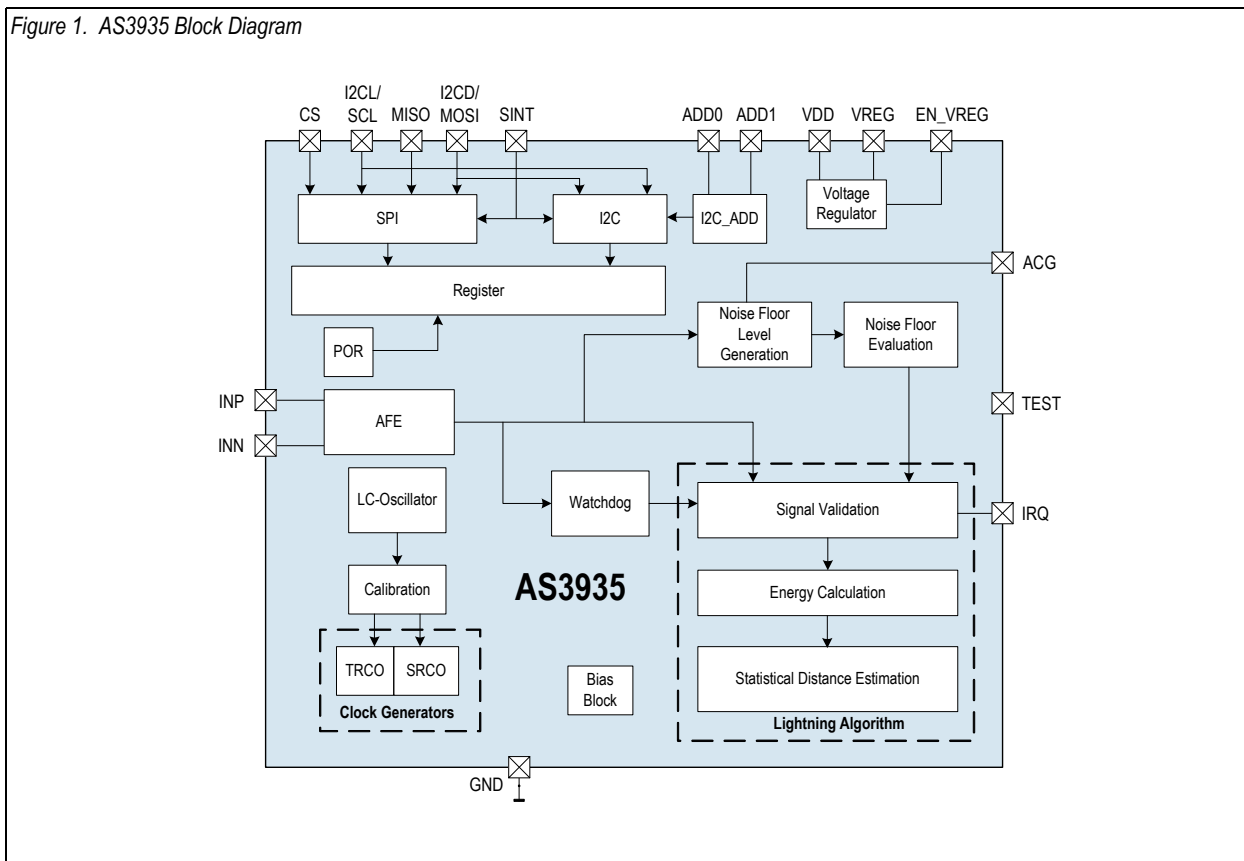 Figure 1. AS3935 Block Diagram
CS
I2CL/
SCL
MISO
I2CD/
MOSI
SINT
ADD0
ADD1
VDD
VREG
EN_VREG
SPI
I2C
I2C_ADD
Voltage
Regulator
ACG
Register
Noise Floor
Level
Generation
Noise Floor
Evaluation
POR
INP
AFE
TEST
INN
LC-Oscillator
Watchdog
Signal Validation
IRQ
Calibration
AS3935
Energy Calculation
TRCO
SRCO
Clock Generators
Bias
Block
Statistical Distance Estimation
Lightning Algorithm
GND